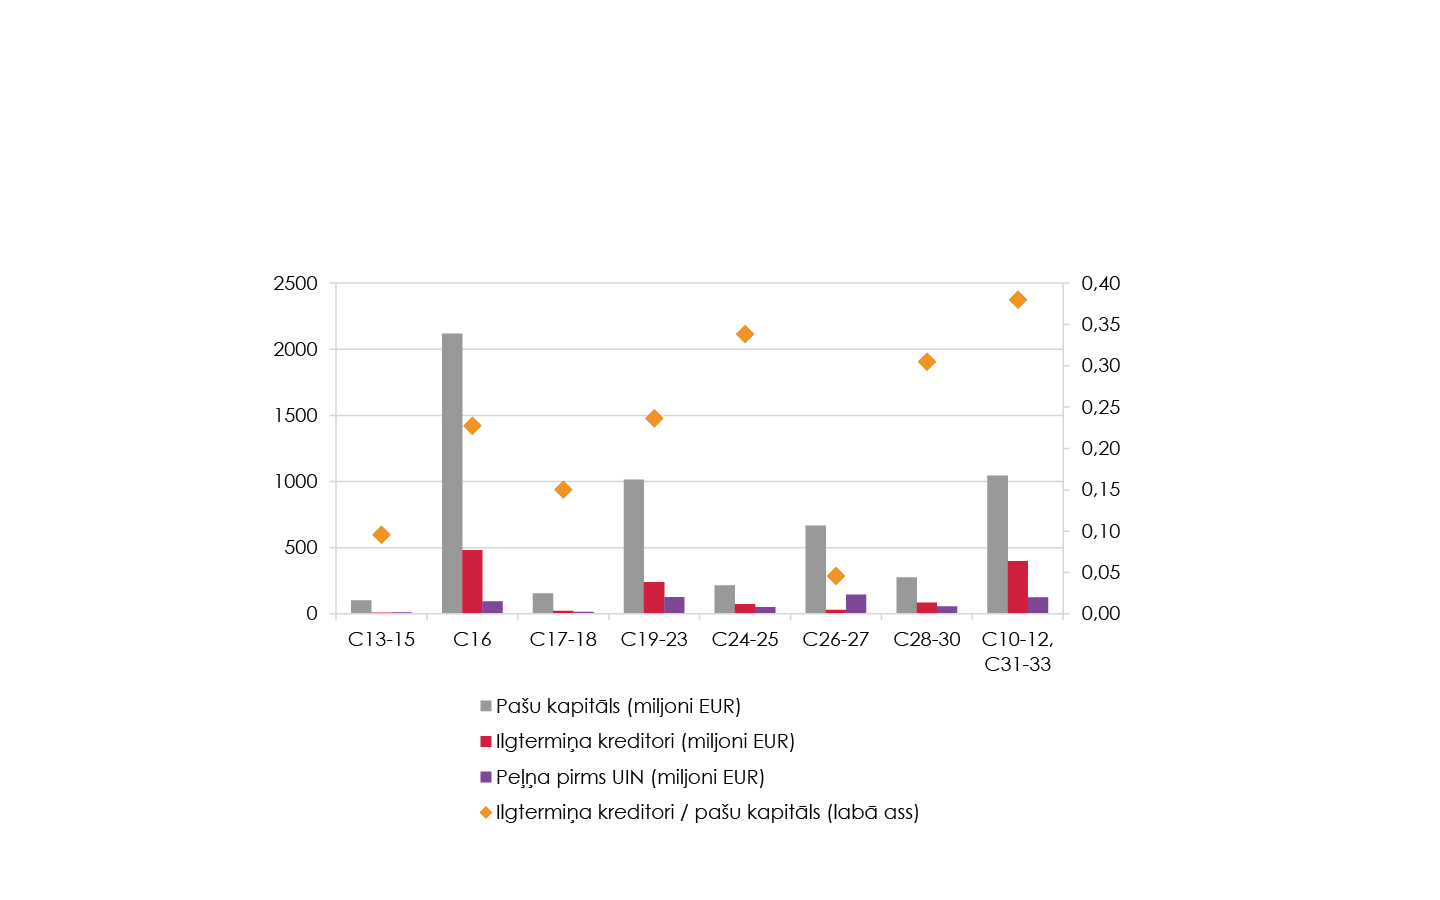 2500
2000
1500
1000
500
0
0,40
0,35
0,30
0,25
0,20
0,15
0,10
0,05
0,00
C13-15
C16
C17-18
C19-23
C24-25
C26-27
C28-30
C10-12,
C31-33
Pašu kapitāls (miljoni EUR)
Ilgtermiņa kreditori (miljoni EUR)
Peļņa pirms UIN (miljoni EUR)
Ilgtermiņa kreditori / pašu kapitāls (labā ass)